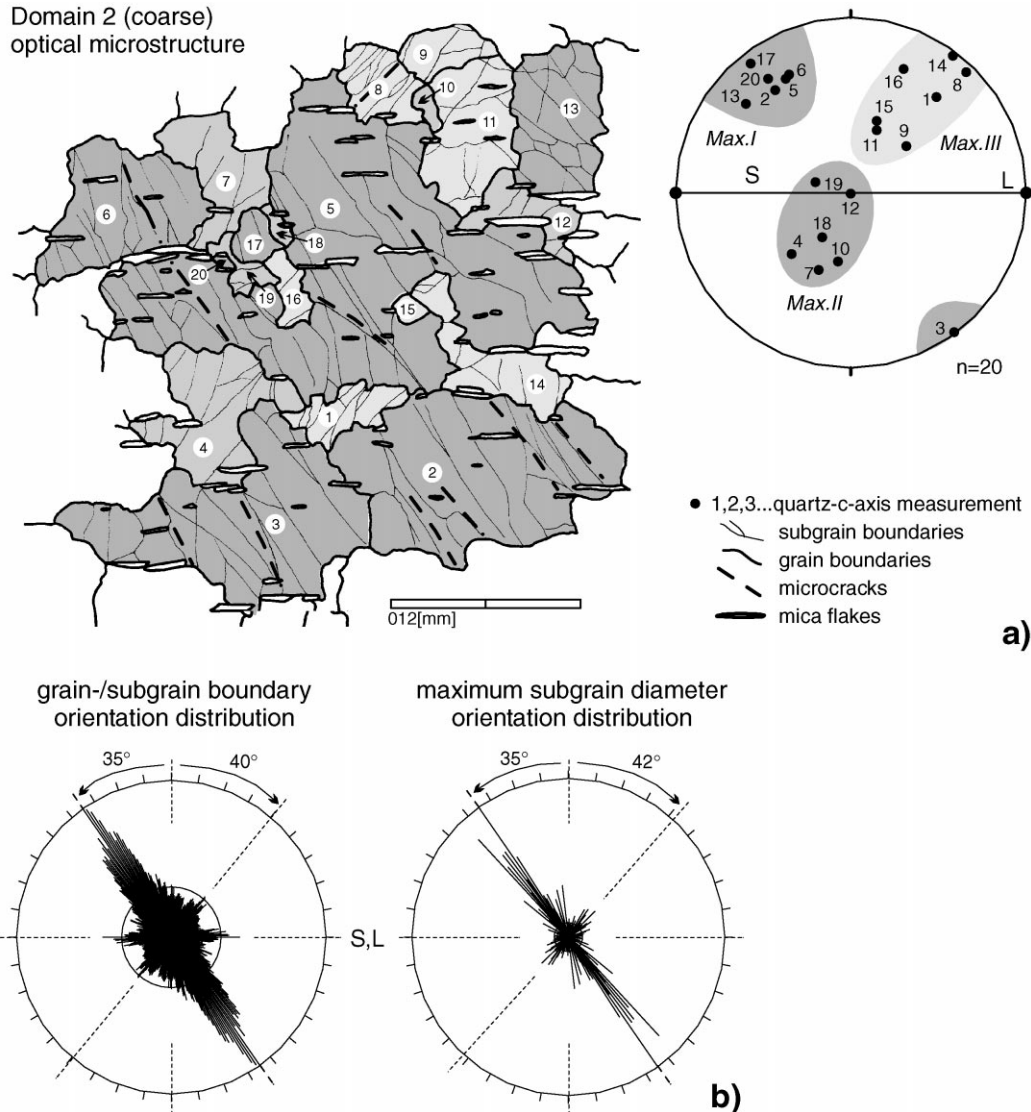 Domain 2 (coarse)
optical microstructure
9
8
10
11
13
7
6
5
12
17
18
20
19
16
15
14
1
4
2
3
012[mm]
17
20
6
13
2
5
Max.I
14
16
8
1
15
11
9
Max.III
S
L
19
12
18
4
10
7
Max.II
3
n=20
1,2,3...quartz-c-axis measurement
subgrain boundaries
grain boundaries
microcracks
mica flakes
a)
grain-/subgrain boundary
orientation distribution
35°
40°
maximum subgrain diameter
orientation distribution
35°
42°
S,L
b)